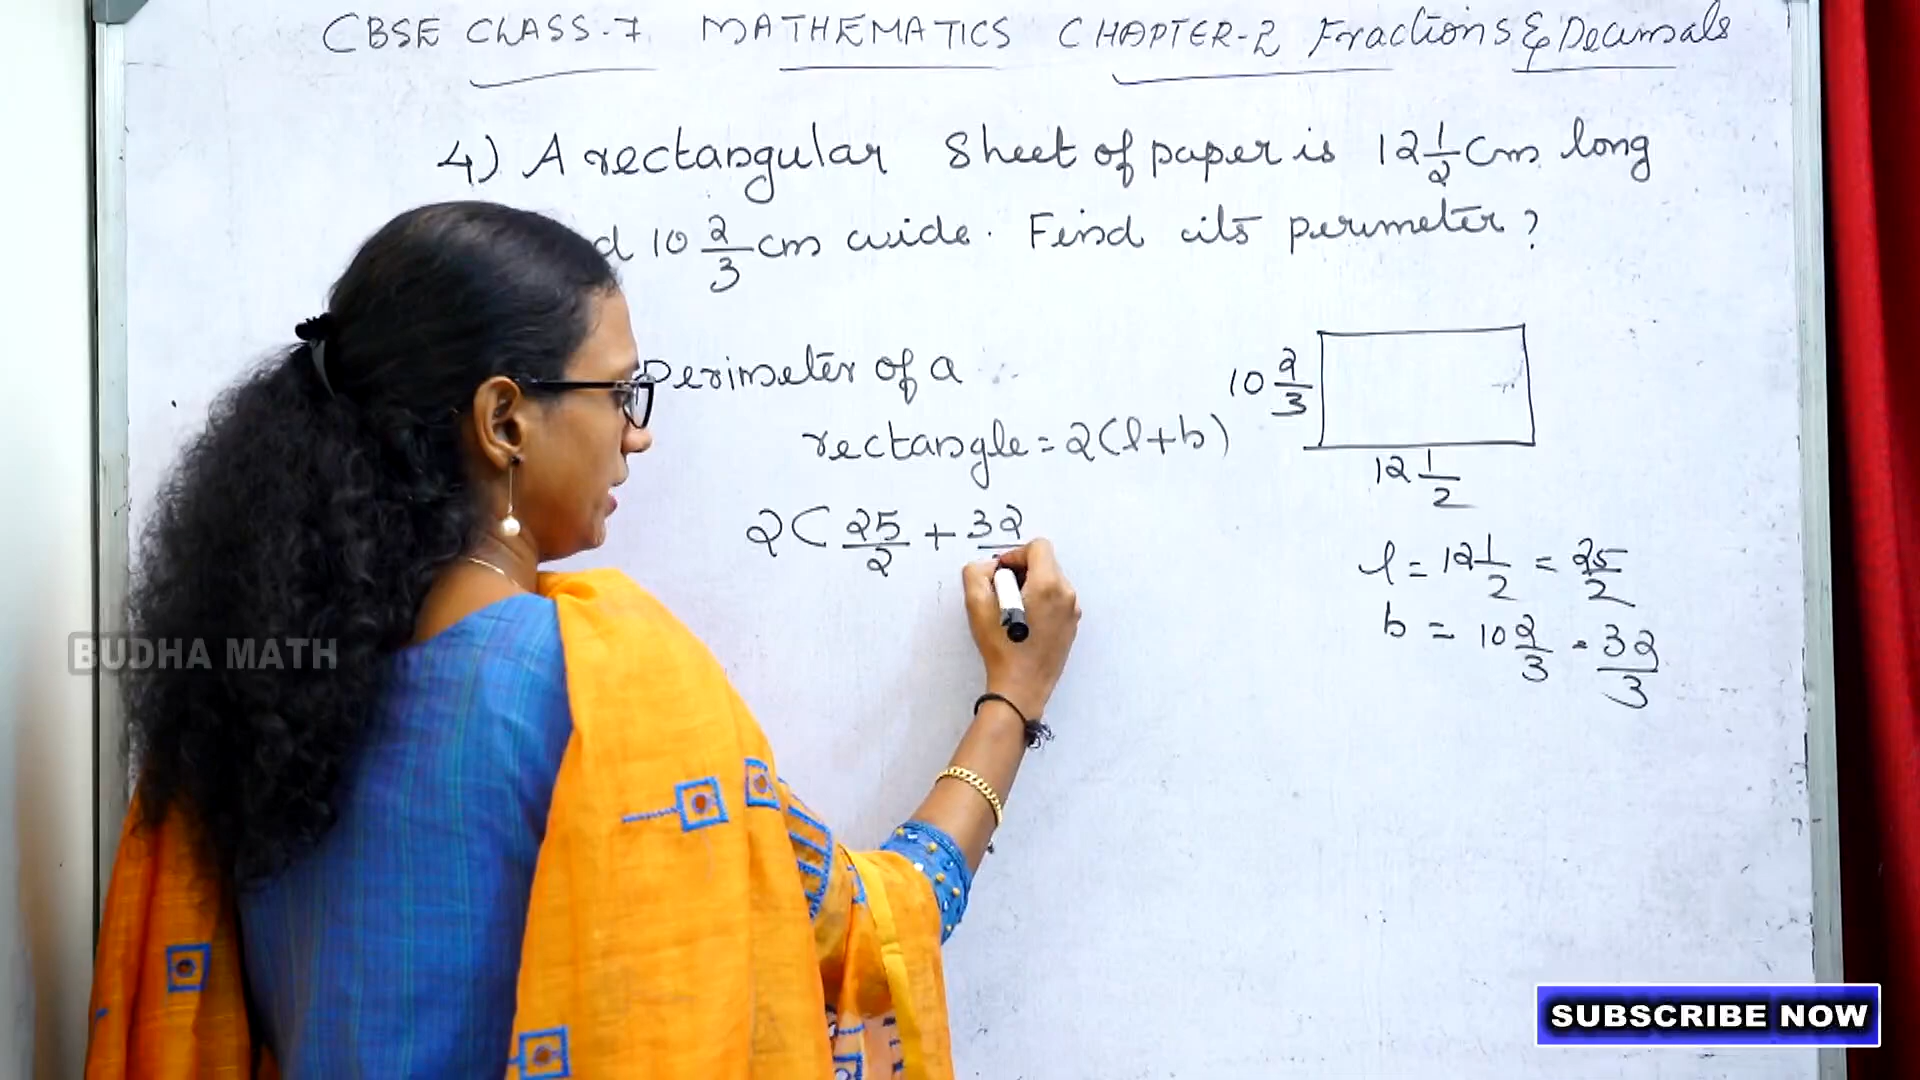 CBSE CLASS-7 MATHEMATICS CHAPTER-2 Fractions & Decimals
4) A rectangular sheet of paper is 12 1/2 cm long
d 10 2/3 cm wide. Find its perimeter?
Perimeter of a
rectangle = 2(l+b)
10 2/3
12 1/2
2( 25/2 + 32
l = 12 1/2 = 25/2
b = 10 2/3 = 32/3
BUDHA MATH
SUBSCRIBE NOW